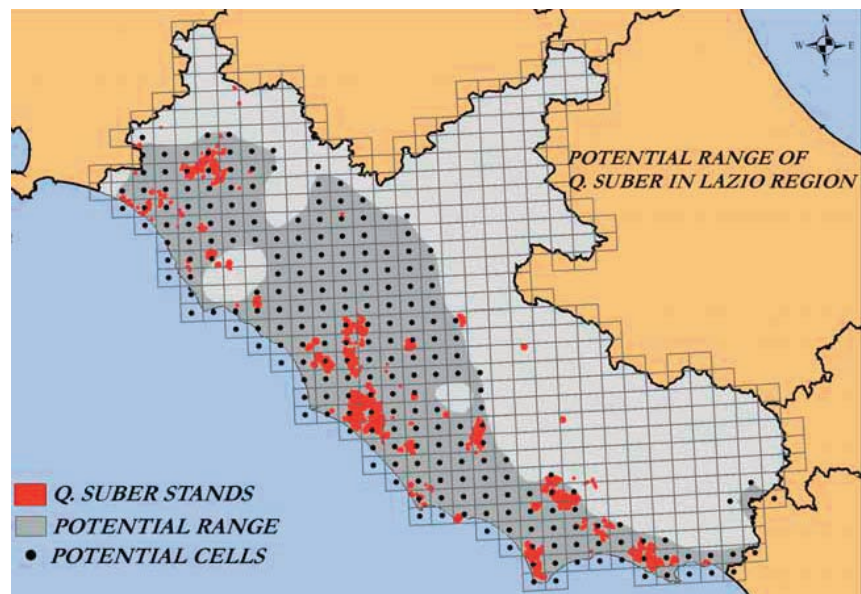 N
W E
S
POTENTIAL RANGE OF
Q. SUBER IN LAZIO REGION
Q. SUBER STANDS
POTENTIAL RANGE
POTENTIAL CELLS